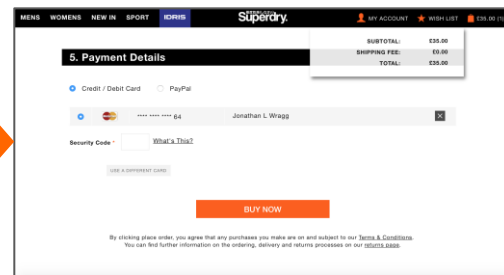 MENS WOMENS NEW IN SPORT IDRIS Superdry. MY ACCOUNT WISH LIST £35.00 (1)
SUBTOTAL: £35.00
SHIPPING FEE: £0.00
TOTAL: £35.00
5. Payment Details
Credit / Debit Card PayPal
**** **** **** 64 Jonathan L Wragg
Security Code * What's This?
USE A DIFFERENT CARD
BUY NOW
By clicking place order, you agree that any purchases you make are on and subject to our Terms & Conditions.
You can find further information on the ordering, delivery and returns processes on our returns page.